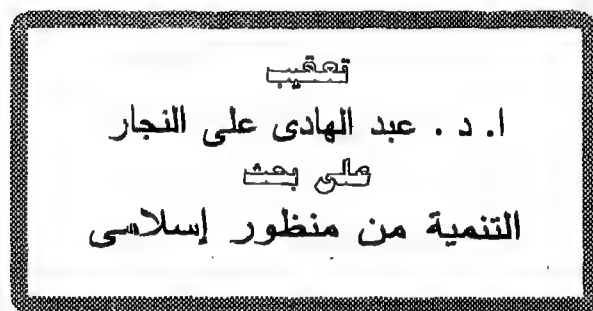 تعقيب
ا. د . عبد الهادى على النجار
على بحث
التنمية من منظور إسلامى